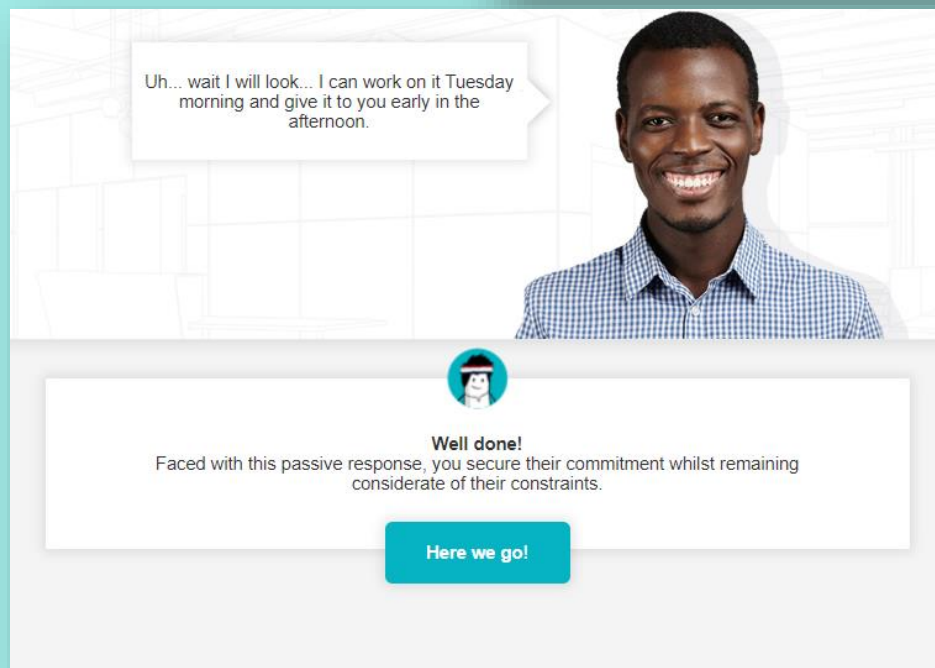 Uh... wait I will look... I can work on it Tuesday
morning and give it to you early in the
afternoon.
Well done!
Faced with this passive response, you secure their commitment whilst remaining
considerate of their constraints.
Here we go!